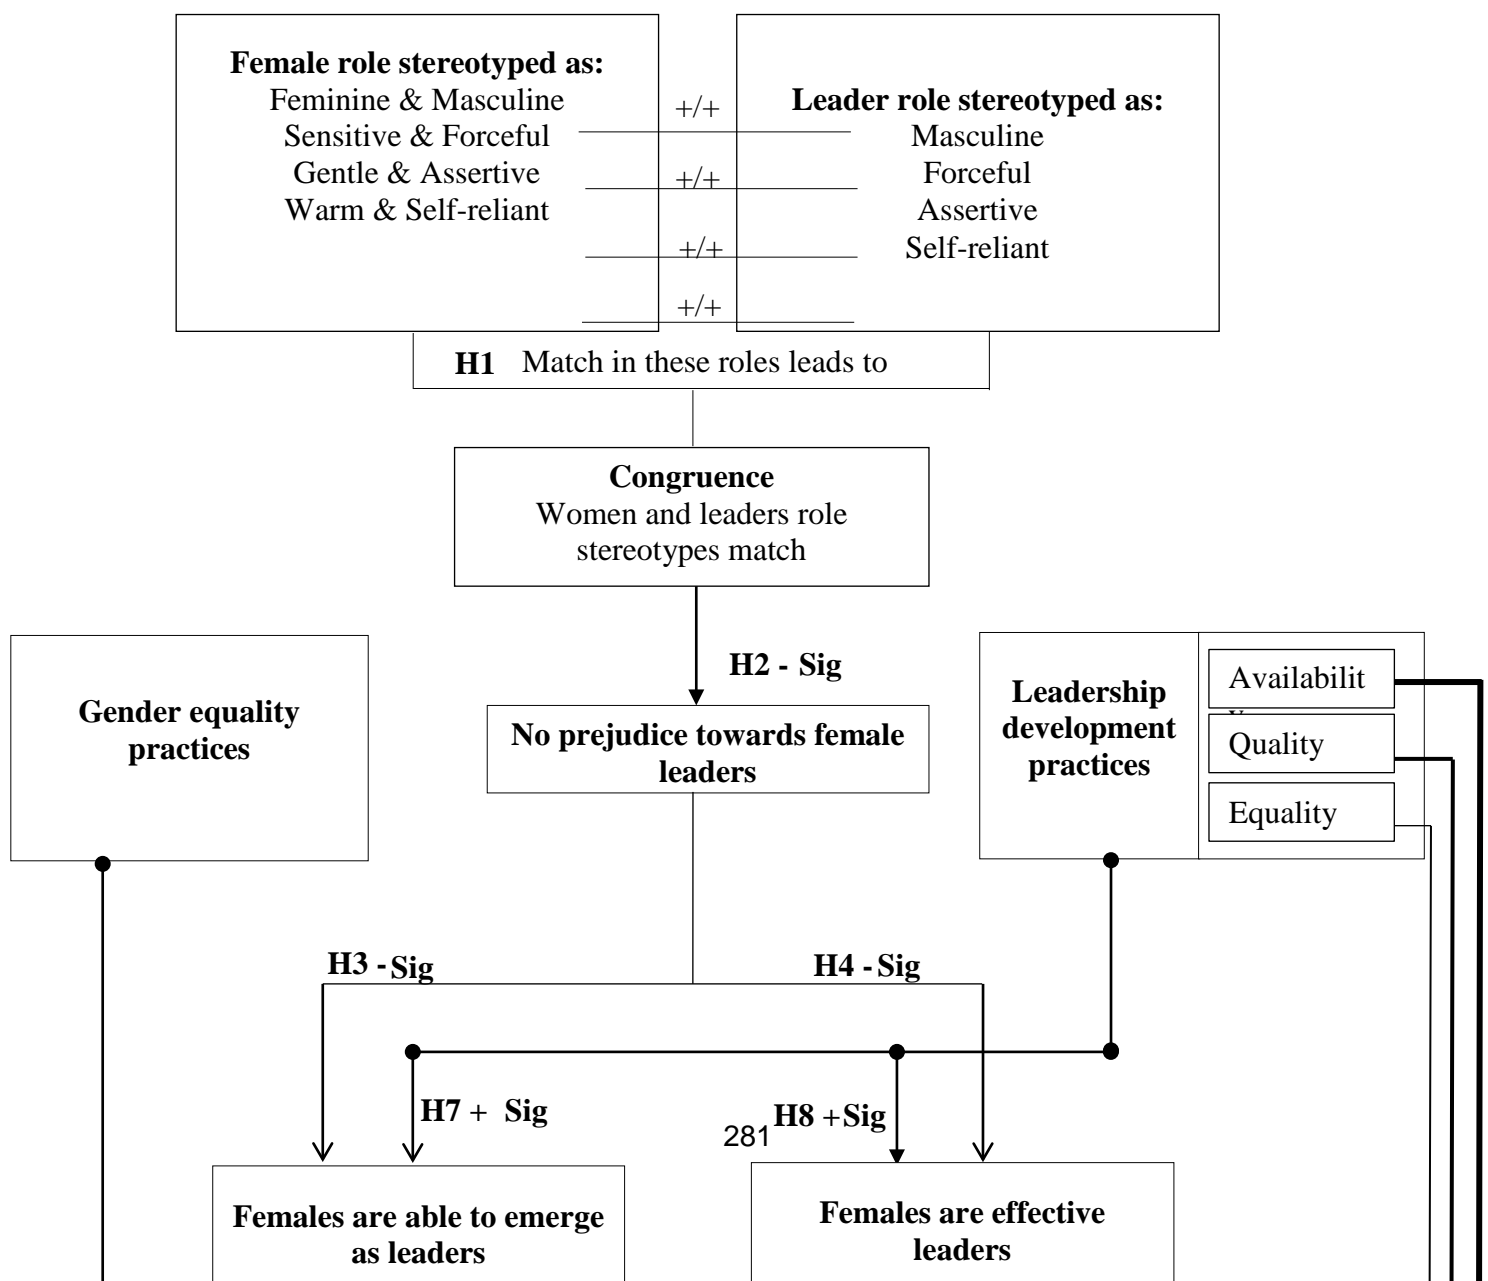 Female role stereotyped as:
Feminine & Masculine
Sensitive & Forceful
Gentle & Assertive
Warm & Self-reliant
+/+
+/+
+/+
+/+
Leader role stereotyped as:
Masculine
Forceful
Assertive
Self-reliant
H1 Match in these roles leads to
Congruence
Women and leaders role
stereotypes match
H2 - Sig
Gender equality
practices
No prejudice towards female
leaders
Leadership
development
practices
Availabilit
Quality
Equality
H3 - Sig
H4 - Sig
H7 + Sig
H8 + Sig
281
Females are able to emerge
as leaders
Females are effective
leaders